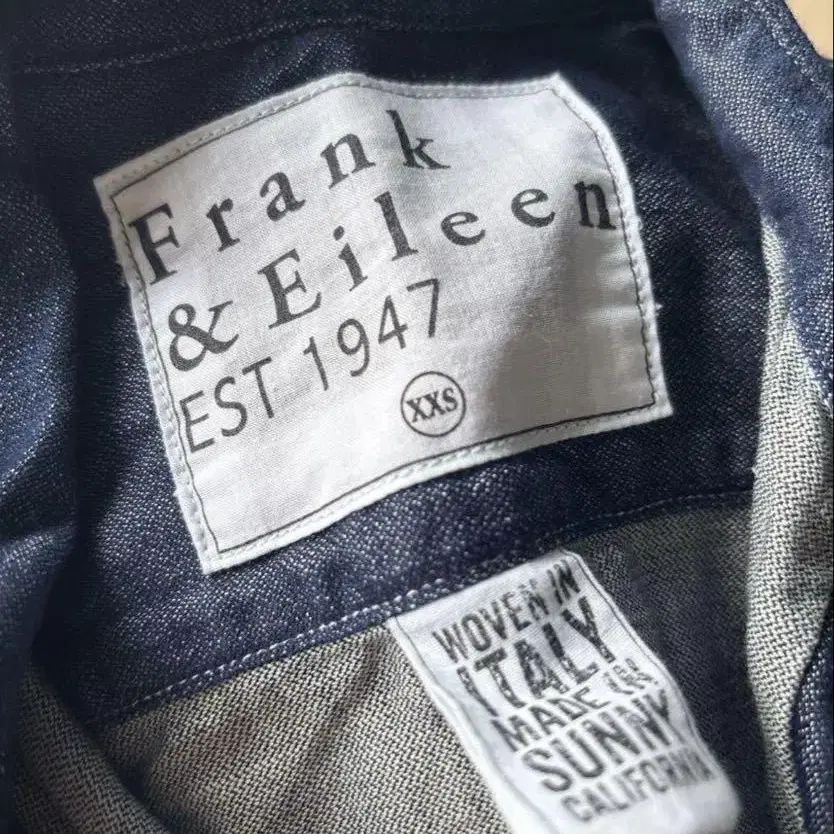 Frank
& Eileen
EST 1947
XXS
WOVEN IN
ITALY
MADE IN
SUNNY
CALIFORNIA